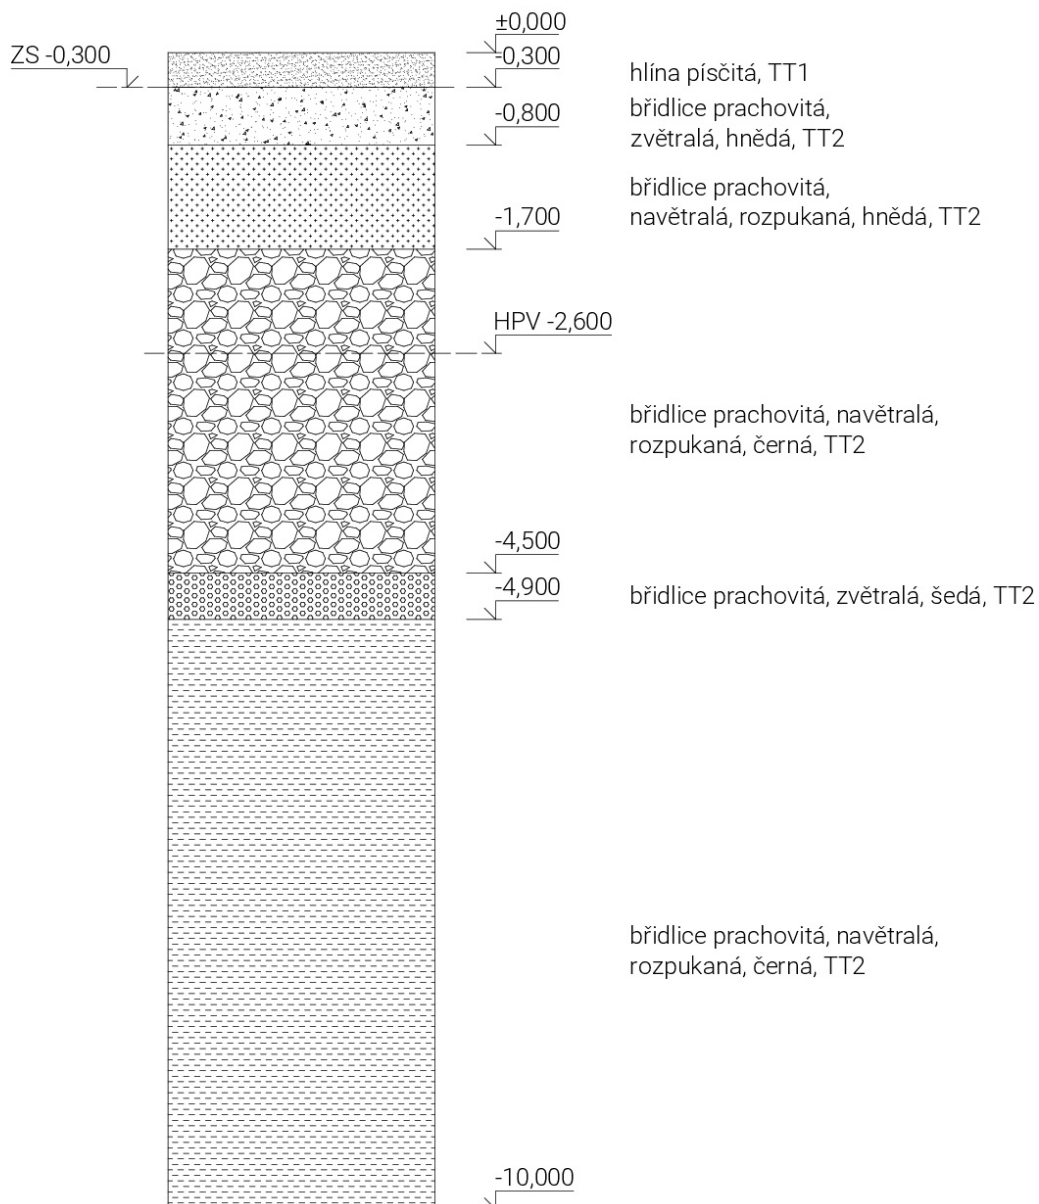 ±0,000
ZS -0,300
-0,300
hlína písčitá, TT1
břidlice prachovitá,
-0,800
zvětralá, hnědá, TT2
břidlice prachovitá,
-1,700
navětralá, rozpukaná, hnědá, TT2
HPV -2,600
břidlice prachovitá, navětralá,
rozpukaná, černá, TT2
-4,500
-4,900
břidlice prachovitá, zvětralá, šedá, TT2
břidlice prachovitá, navětralá,
rozpukaná, černá, TT2
-10,000